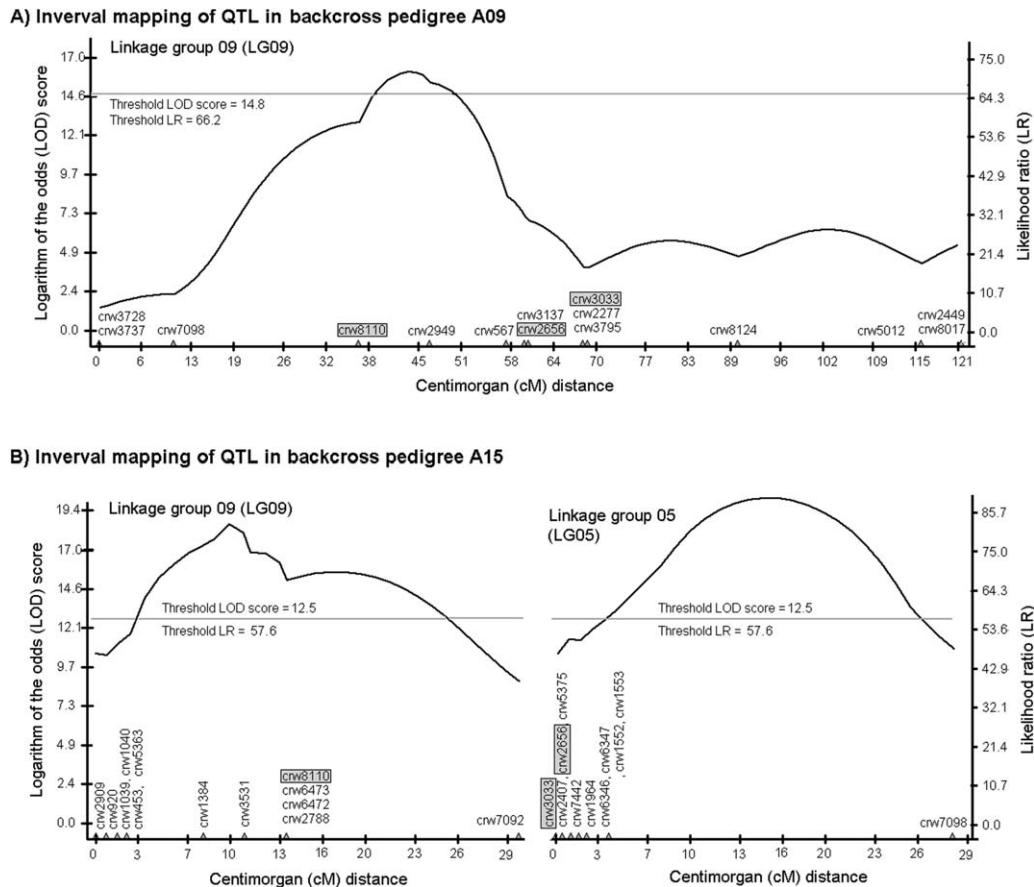 A) Inverval mapping of QTL in backcross pedigree A09
Linkage group 09 (LG09)
Logarithm of the odds (LOD) score
17.0
14.6
12.1
9.7
7.3
4.9
2.4
0.0
Threshold LOD score = 14.8
Threshold LR = 66.2
75.0
64.3
53.6
42.9
32.1
21.4
10.7
0.0
Likelihood ratio (LR)
crw3728
crw3737
crw7098
crw8110
crw2949
crw567
crw3137
crw2656
crw3033
crw2277
crw3795
crw8124
crw5012
crw2449
crw8017
0 6 13 19 26 32 38 45 51 58 64 70 77 83 90 96 102 109 115 121
Centimorgan (cM) distance
B) Inverval mapping of QTL in backcross pedigree A15
Linkage group 09 (LG09)
Logarithm of the odds (LOD) score
19.4
17.0
14.6
12.1
9.7
7.3
4.9
2.4
0.0
Threshold LOD score = 12.5
Threshold LR = 57.6
crw2909
crw920
crw1039, crw1040
crw453, crw5363
crw1384
crw3531
crw8110
crw6473
crw6472
crw2788
crw7092
0 3 7 10 13 16 20 23 26 29
Centimorgan (cM) distance
Linkage group 05
(LG05)
Threshold LOD score = 12.5
Threshold LR = 57.6
85.7
75.0
64.3
53.6
42.9
32.1
21.4
10.7
0.0
Likelihood ratio (LR)
crw3033
crw2407, crw2656, crw5375
crw7442
crw1964
crw6346, crw6347
, crw1552, crw1553
crw7098
0 3 7 10 13 16 20 23 26 29
Centimorgan (cM) distance